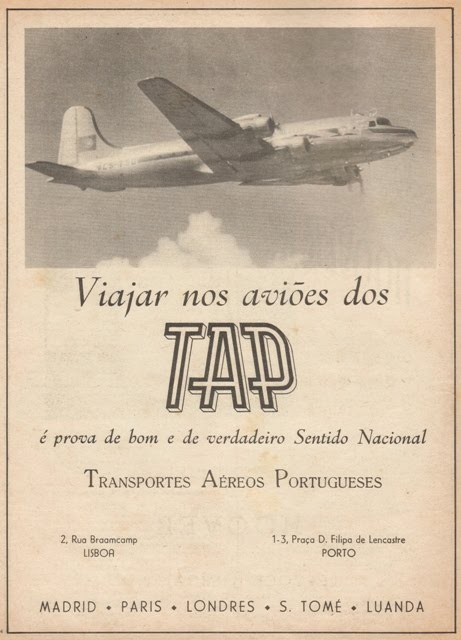 Viajar nos aviões dos
TAP
é prova de bom e de verdadeiro Sentido Nacional
TRANSPORTES AÉREOS PORTUGUESES
2, Rua Braamcamp
LISBOA
1-3, Praça D. Filipa de Lencastre
PORTO
MADRID • PARIS • LONDRES • S. TOMÉ • LUANDA